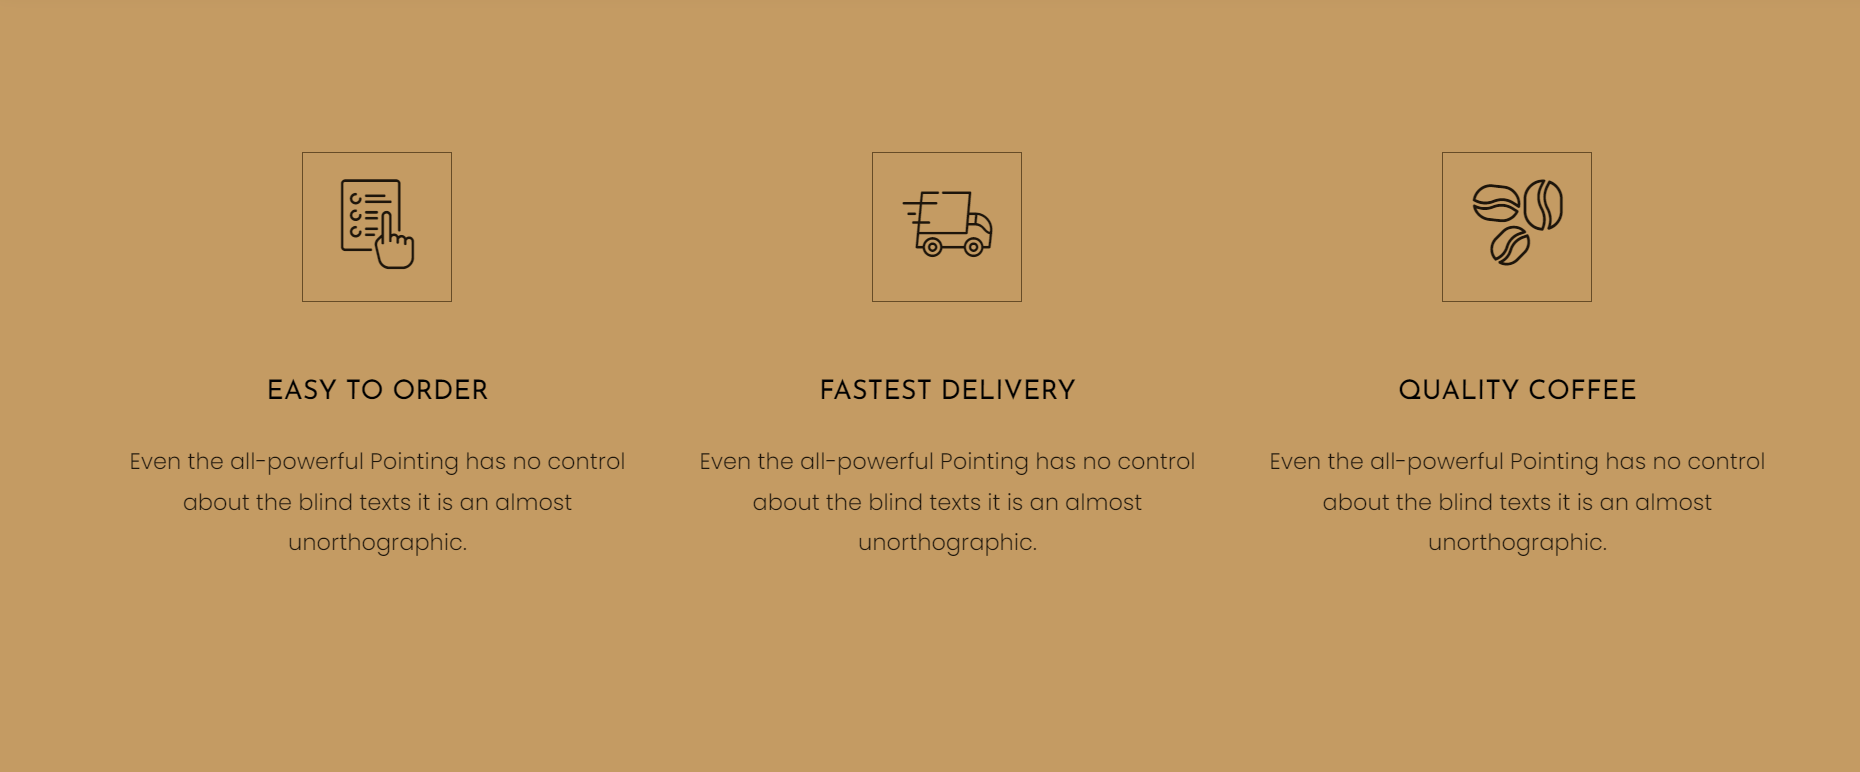 EASY TO ORDER
Even the all-powerful Pointing has no control
about the blind texts it is an almost
unorthographic.
FASTEST DELIVERY
Even the all-powerful Pointing has no control
about the blind texts it is an almost
unorthographic.
QUALITY COFFEE
Even the all-powerful Pointing has no control
about the blind texts it is an almost
unorthographic.